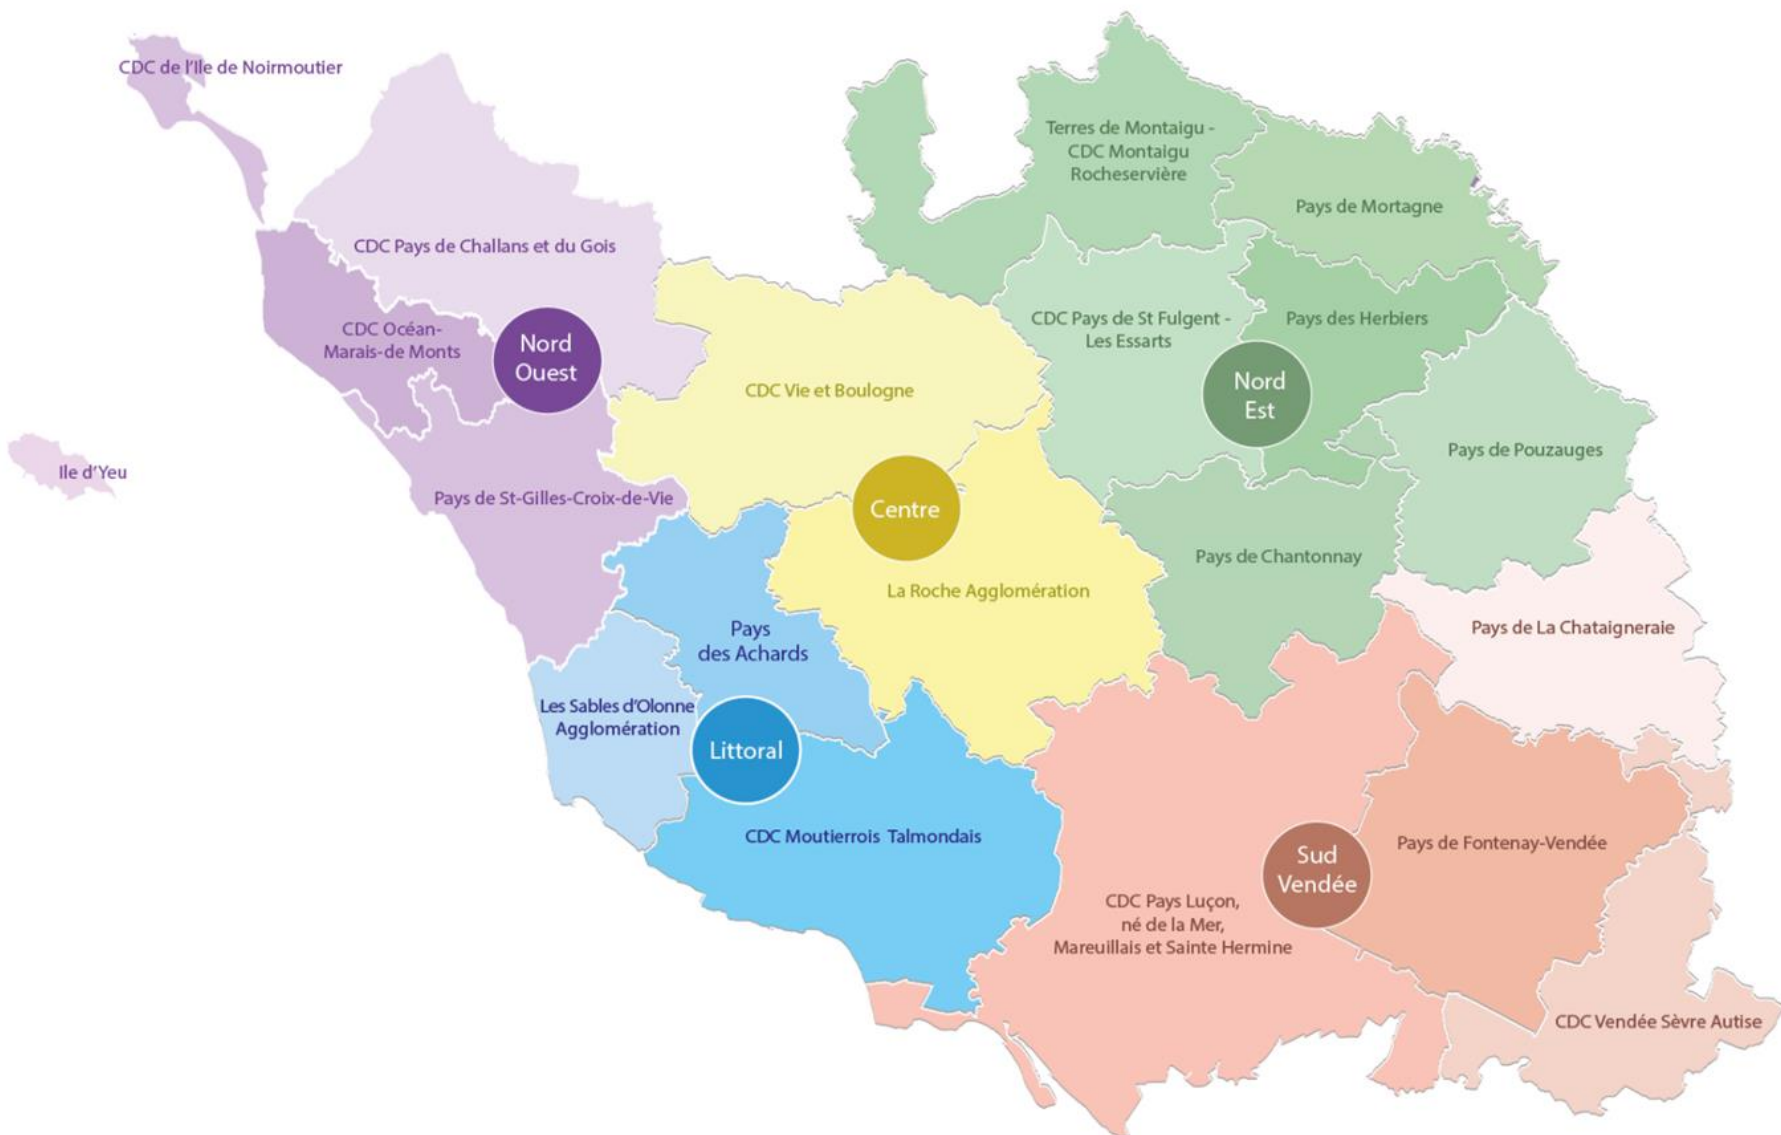 CDC de l'Ile de Noirmoutier
CDC Pays de Challans et du Gois
CDC Océan-
Marais-de Monts
Nord
Ouest
Ile d'Yeu
Pays de St-Gilles-Croix-de-Vie
Terres de Montaigu -
CDC Montaigu
Rocheservière
Pays de Mortagne
CDC Pays de St Fulgent -
Les Essarts
Pays des Herbiers
Nord
Est
Pays de Pouzauges
Pays de Chantonnay
CDC Vie et Boulogne
Centre
La Roche Agglomération
Pays
des Achards
Les Sables d'Olonne
Agglomération
Littoral
CDC Moutierrois Talmondais
Pays de La Chataigneraie
Pays de Fontenay-Vendée
Sud
Vendée
CDC Pays Luçon,
né de la Mer,
Mareuillais et Sainte Hermine
CDC Vendée Sèvre Autise